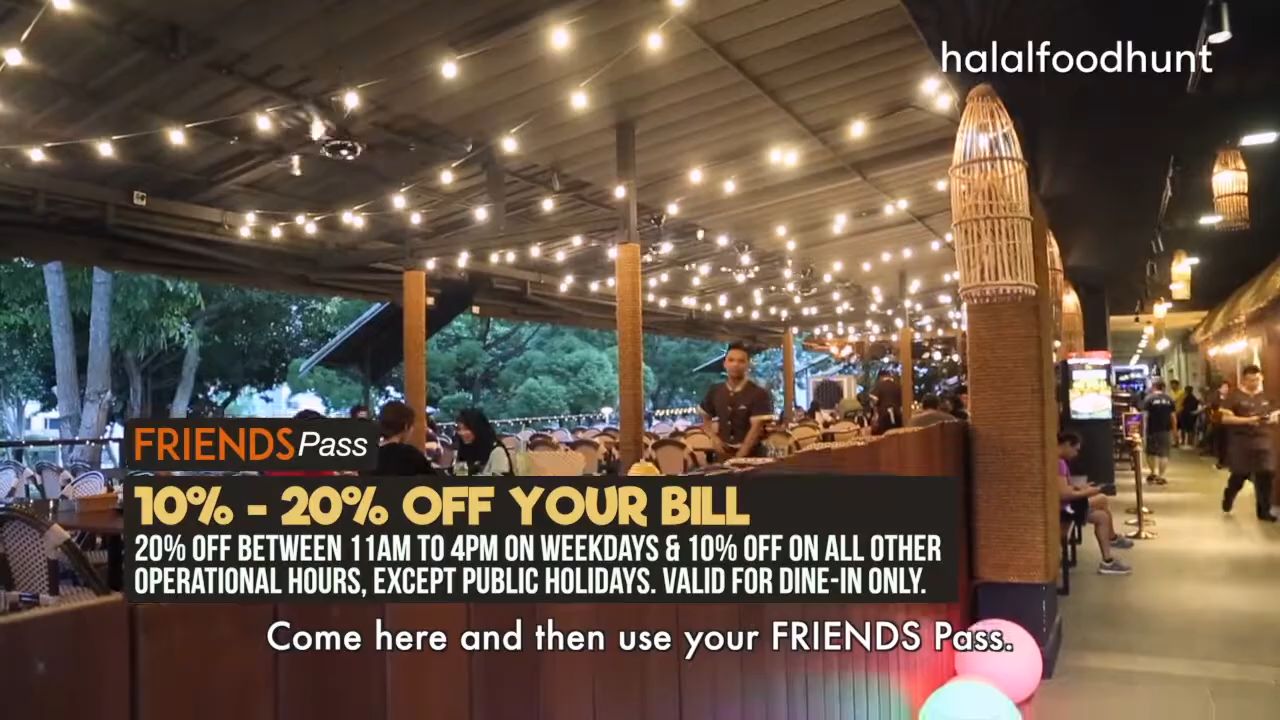 halalfoodhunt
FRIENDS Pass
10% - 20% OFF YOUR BILL
20% OFF BETWEEN 11AM TO 4PM ON WEEKDAYS & 10% OFF ON ALL OTHER
OPERATIONAL HOURS, EXCEPT PUBLIC HOLIDAYS. VALID FOR DINE-IN ONLY.
Come here and then use your FRIENDS Pass.